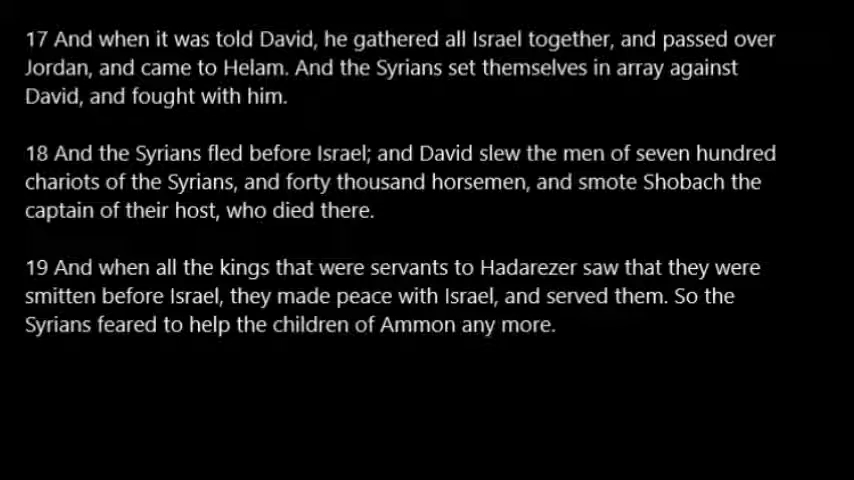 17 And when it was told David, he gathered all Israel together, and passed over
Jordan, and came to Helam. And the Syrians set themselves in array against
David, and fought with him.
18 And the Syrians fled before Israel; and David slew the men of seven hundred
chariots of the Syrians, and forty thousand horsemen, and smote Shobach the
captain of their host, who died there.
19 And when all the kings that were servants to Hadarezer saw that they were
smitten before Israel, they made peace with Israel, and served them. So the
Syrians feared to help the children of Ammon any more.